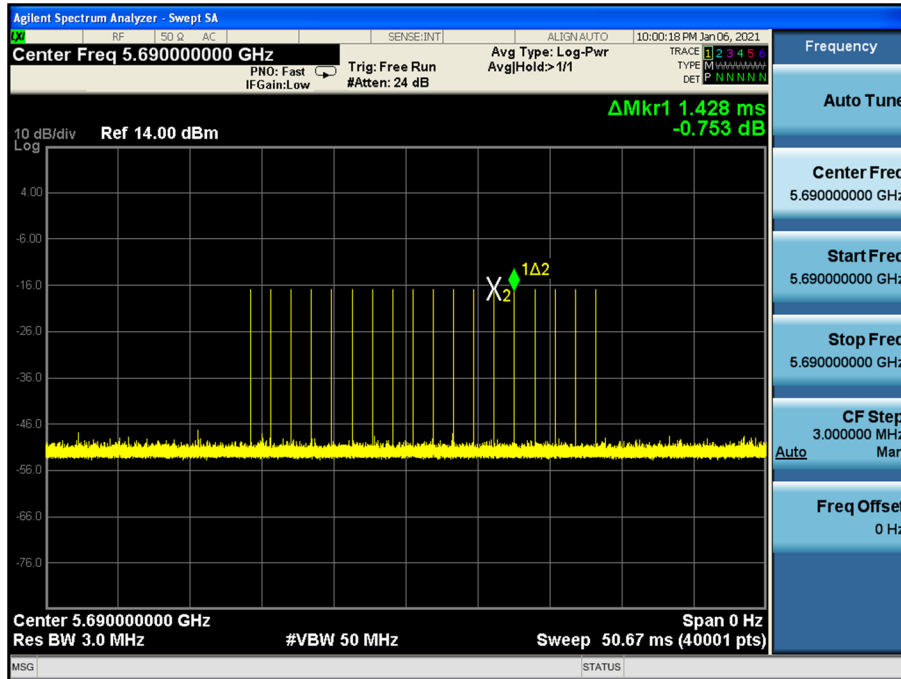 Agilent Spectrum Analyzer - Swept SA
LXI RF 50 Ω AC SENSE:INT ALIGN AUTO 10:00:18 PM Jan 06, 2021
Center Freq 5.690000000 GHz
PNO: Fast
IFGain:Low
Trig: Free Run
#Atten: 24 dB
Avg Type: Log-Pwr
Avg|Hold:>1/1
TRACE 1 2 3 4 5 6
TYPE M W W W W W
DET P N N N N N
ΔMkr1 1.428 ms
-0.753 dB
10 dB/div Ref 14.00 dBm
Log
4.00
-6.00
-16.0
-26.0
-36.0
-46.0
-56.0
-66.0
-76.0
1Δ2
X2
Center 5.690000000 GHz Span 0 Hz
Res BW 3.0 MHz #VBW 50 MHz Sweep 50.67 ms (40001 pts)
MSG STATUS
Frequency
Auto Tune
Center Freq
5.690000000 GHz
Start Freq
5.690000000 GHz
Stop Freq
5.690000000 GHz
CF Step
3.000000 MHz
Auto Man
Freq Offset
0 Hz